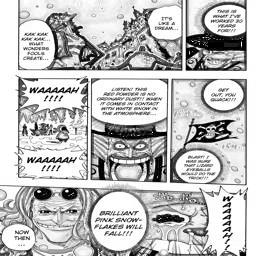 THIS IS
WHAT I'VE
WORKED 30
YEARS
FOR!!!
IT'S
LIKE A
DREAM...
KAK KAK
KAK KAK...
WHAT
WONDERS
FOOLS
CREATE...
GET
OUT, YOU
QUACK!!!
BLAST!
I WAS
SURE
THAT LIZARD
EYEBALLS
WOULD DO THE
TRICK!!!
LISTEN! THIS
RED POWDER IS NO
ORDINARY DUST!! WHEN
IT COMES IN CONTACT
WITH WHITE SNOW IN
THE ATMOSPHERE...
WAAAAAH
!!!!
WAAAAAH
!!!!
WAAAAH
!!!!
BRILLIANT
PINK SNOW-
FLAKES WILL
FALL!!!
NOW
THEN
...